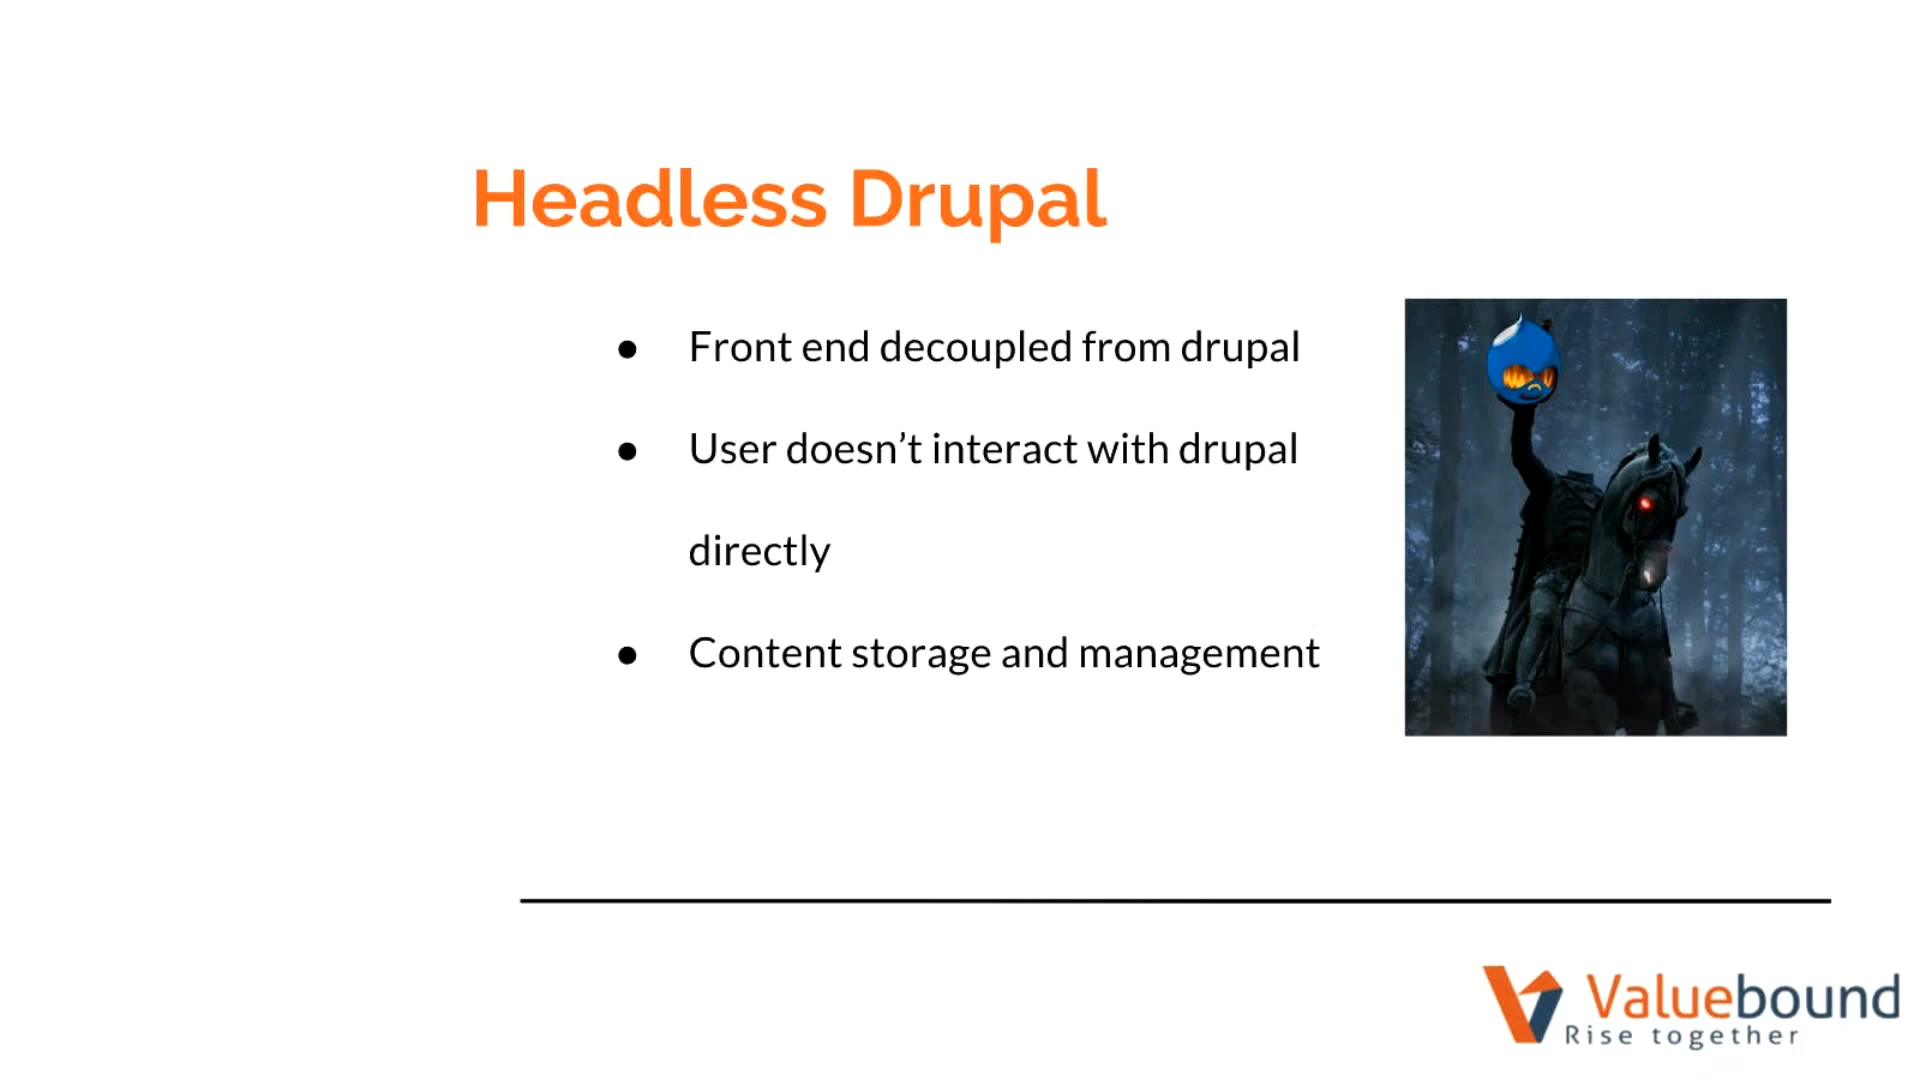 Headless Drupal
● Front end decoupled from drupal
● User doesn’t interact with drupal
directly
● Content storage and management
Valuebound
Rise together